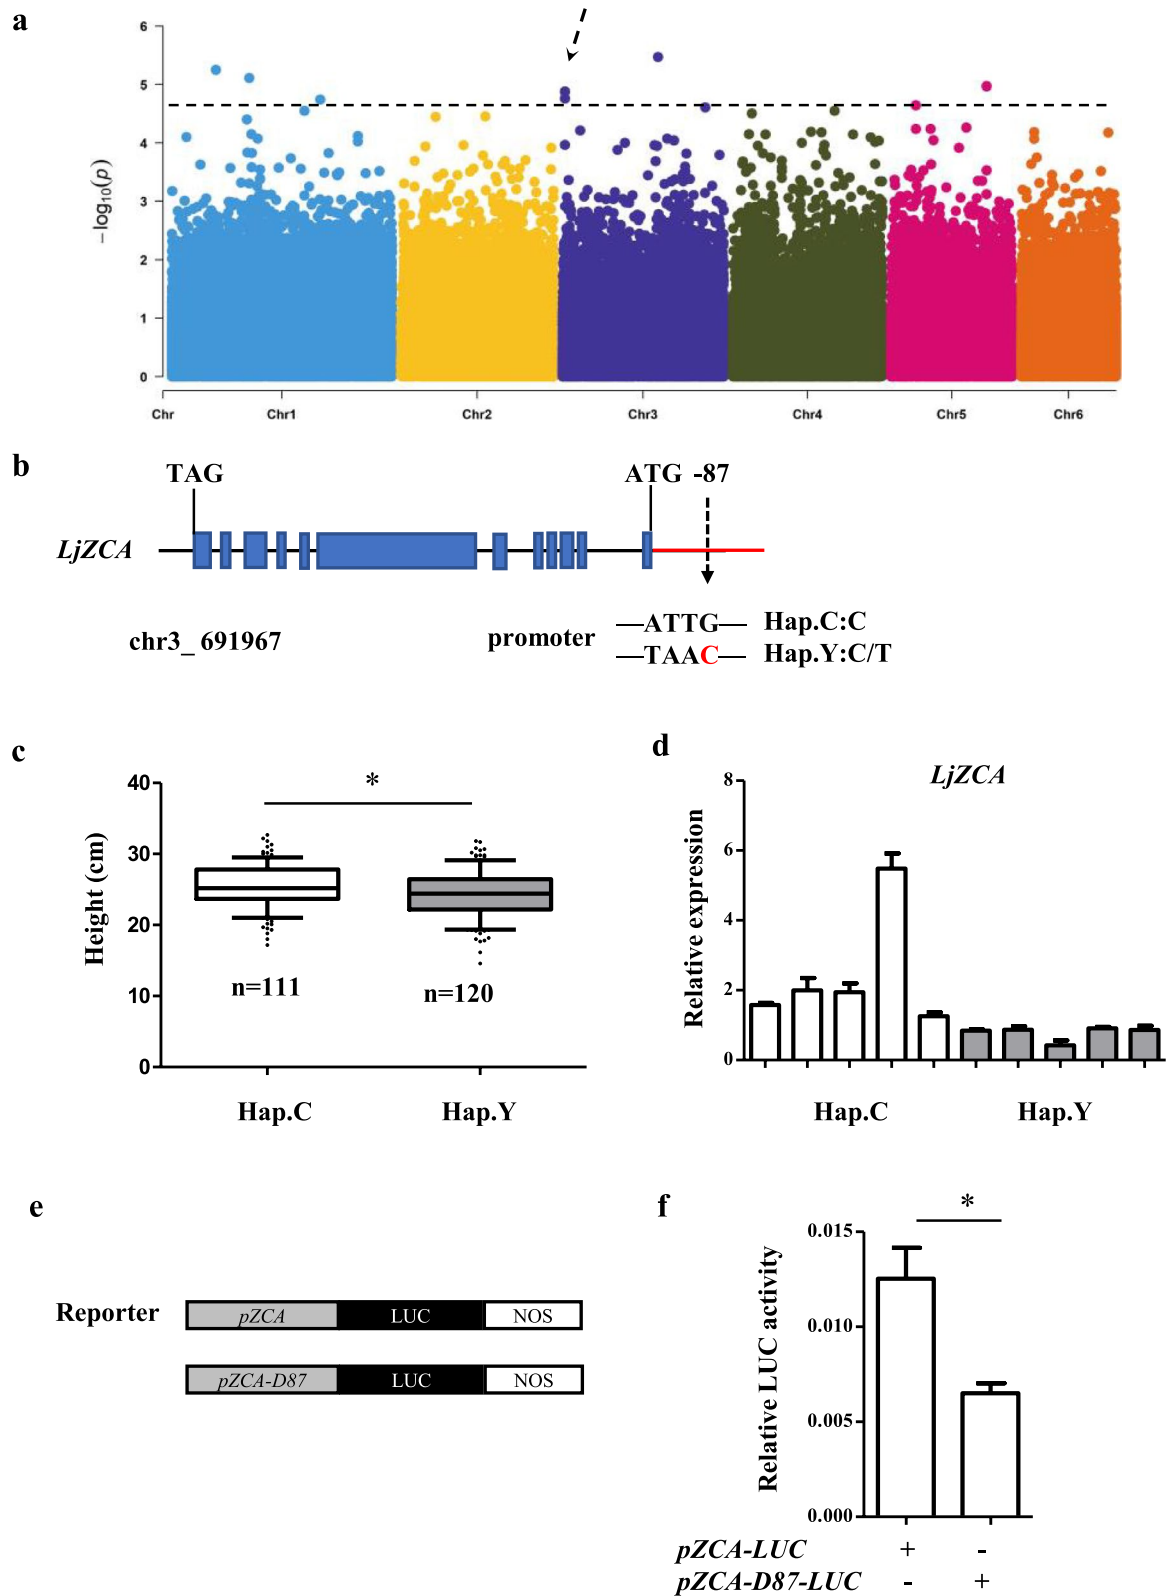 a
6
5
4
3
2
1
0
−log10(p)
Chr Chr1 Chr2 Chr3 Chr4 Chr5 Chr6
b
TAG ATG -87
LjZCA
chr3_ 691967
promoter
ATTG Hap.C:C
TAAC Hap.Y:C/T
c
40
30
20
10
0
Height (cm)
*
n=111 n=120
Hap.C Hap.Y
d
LjZCA
8
6
4
2
0
Relative expression
Hap.C Hap.Y
e
Reporter
pZCA LUC NOS
pZCA-D87 LUC NOS
f
*
0.015
0.010
0.005
0.000
Relative LUC activity
pZCA-LUC + -
pZCA-D87-LUC - +